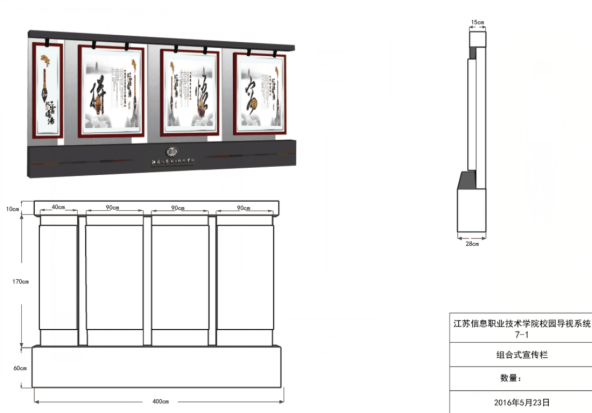 15cm
28cm
10cm
40cm
90cm
90cm
90cm
170cm
60cm
400cm
江苏信息职业技术学院校园导视系统
7-1
组合式宣传栏
数量：
2016年5月23日